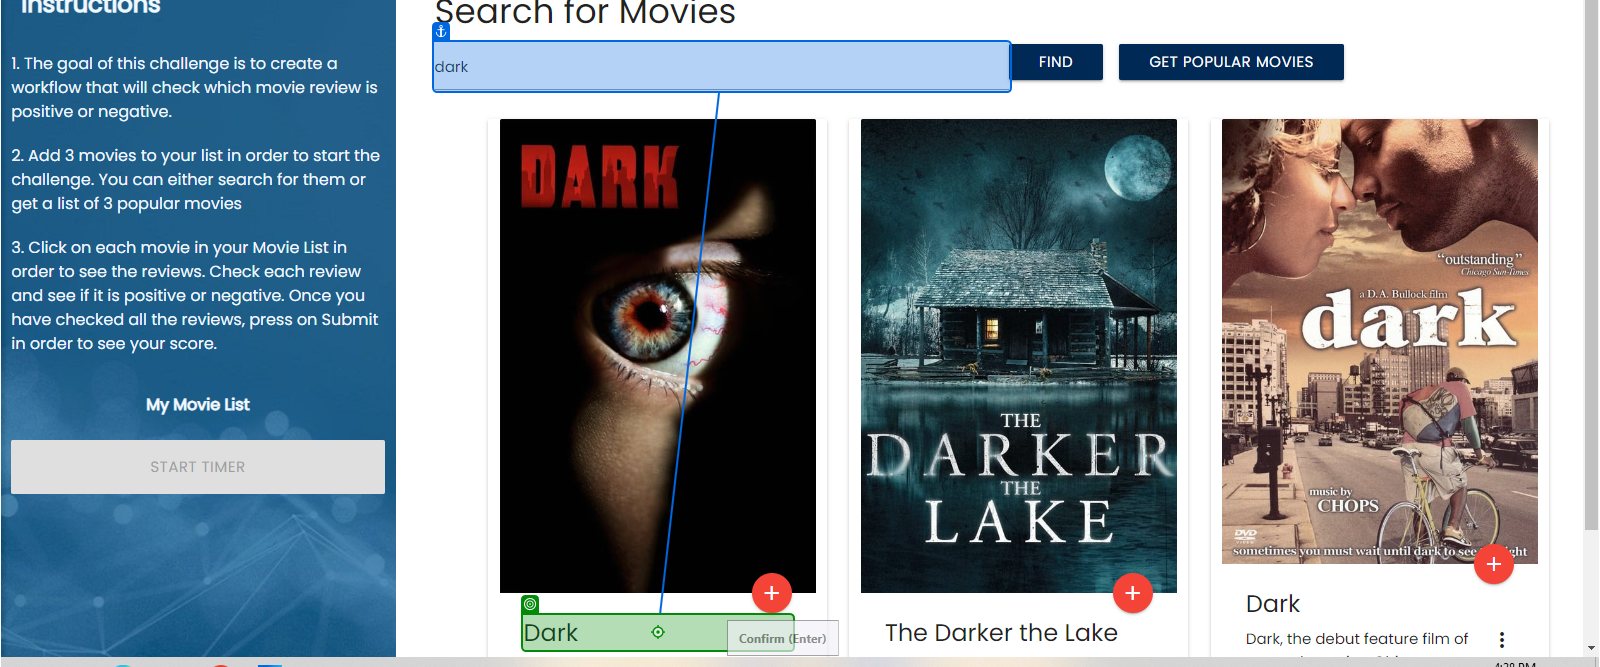 Instructions
1. The goal of this challenge is to create a
workflow that will check which movie review is
positive or negative.
2. Add 3 movies to your list in order to start the
challenge. You can either search for them or
get a list of 3 popular movies
3. Click on each movie in your Movie List in
order to see the reviews. Check each review
and see if it is positive or negative. Once you
have checked all the reviews, press on Submit
in order to see your score.
My Movie List
START TIMER
Search for Movies
dark
FIND
GET POPULAR MOVIES
DARK
Dark
Confirm (Enter)
THE
DARKER
THE
LAKE
The Darker the Lake
"outstanding"
Chicago Sun-Times
a D.A. Bullock film
dark
music by
CHOPS
DVD
VIDEO
sometimes you must wait until dark to see ght
Dark
Dark, the debut feature film of
4:28 PM